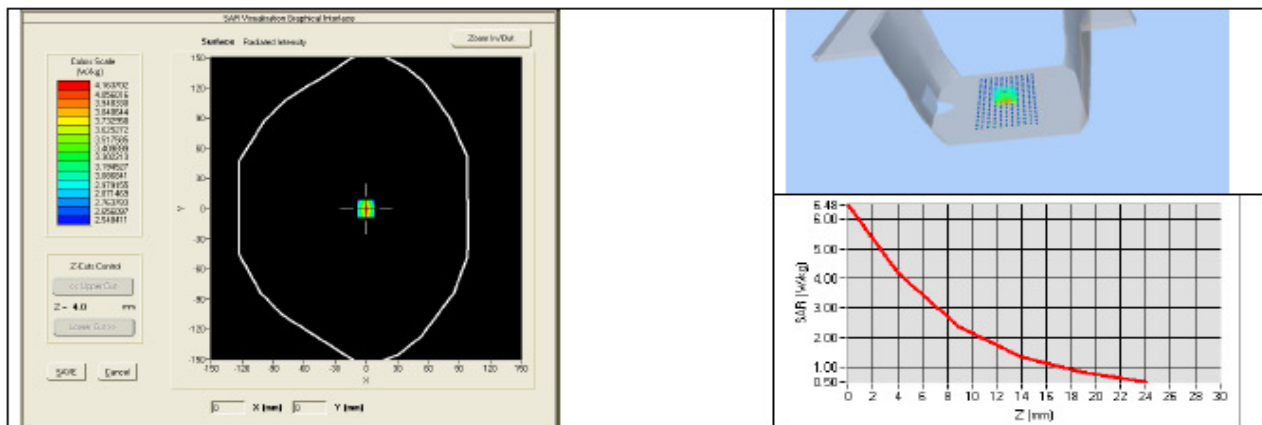 SAR Visualisation Graphical Interface
Surface Radiated Intensity
Zoom In/Out
Colors Scale
(W/kg)
4.163702
4.056016
3.948330
3.840644
3.732958
3.625272
3.517585
3.409899
3.302213
3.194527
3.086841
2.979155
2.871469
2.763783
2.656097
2.548411
Z-Cuts Control
<< Upper Cut
Z = 4.0 mm
Lower Cut >>
SAVE
Cancel
150
120
90
60
30
0
-30
-60
-90
-120
-150
Y
-150 -120 -90 -60 -30 0 30 60 90 120 150
X
0 X (mm) 0 Y (mm)
6.48
6.00
5.00
4.00
3.00
2.00
1.00
0.50
SAR (W/kg)
0 2 4 6 8 10 12 14 16 18 20 22 24 26 28 30
Z (mm)